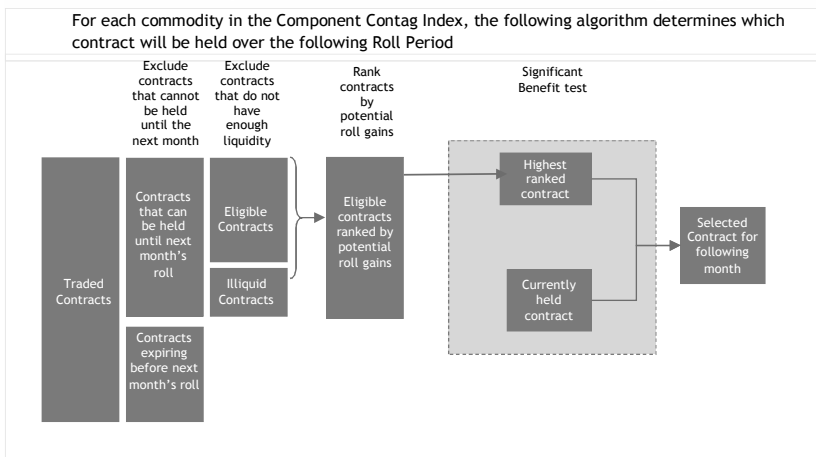 For each commodity in the Component Contag Index, the following algorithm determines which
contract will be held over the following Roll Period
Exclude
contracts
that cannot
be held
until the
next month
Exclude
contracts
that do not
have
enough
liquidity
Rank
contracts
by
potential
roll gains
Significant
Benefit test
Traded
Contracts
Contracts
that can
be held
until next
month’s
roll
Contracts
expiring
before next
month’s roll
Eligible
Contracts
Illiquid
Contracts
Eligible
contracts
ranked by
potential
roll gains
Highest
ranked
contract
Currently
held
contract
Selected
Contract for
following
month